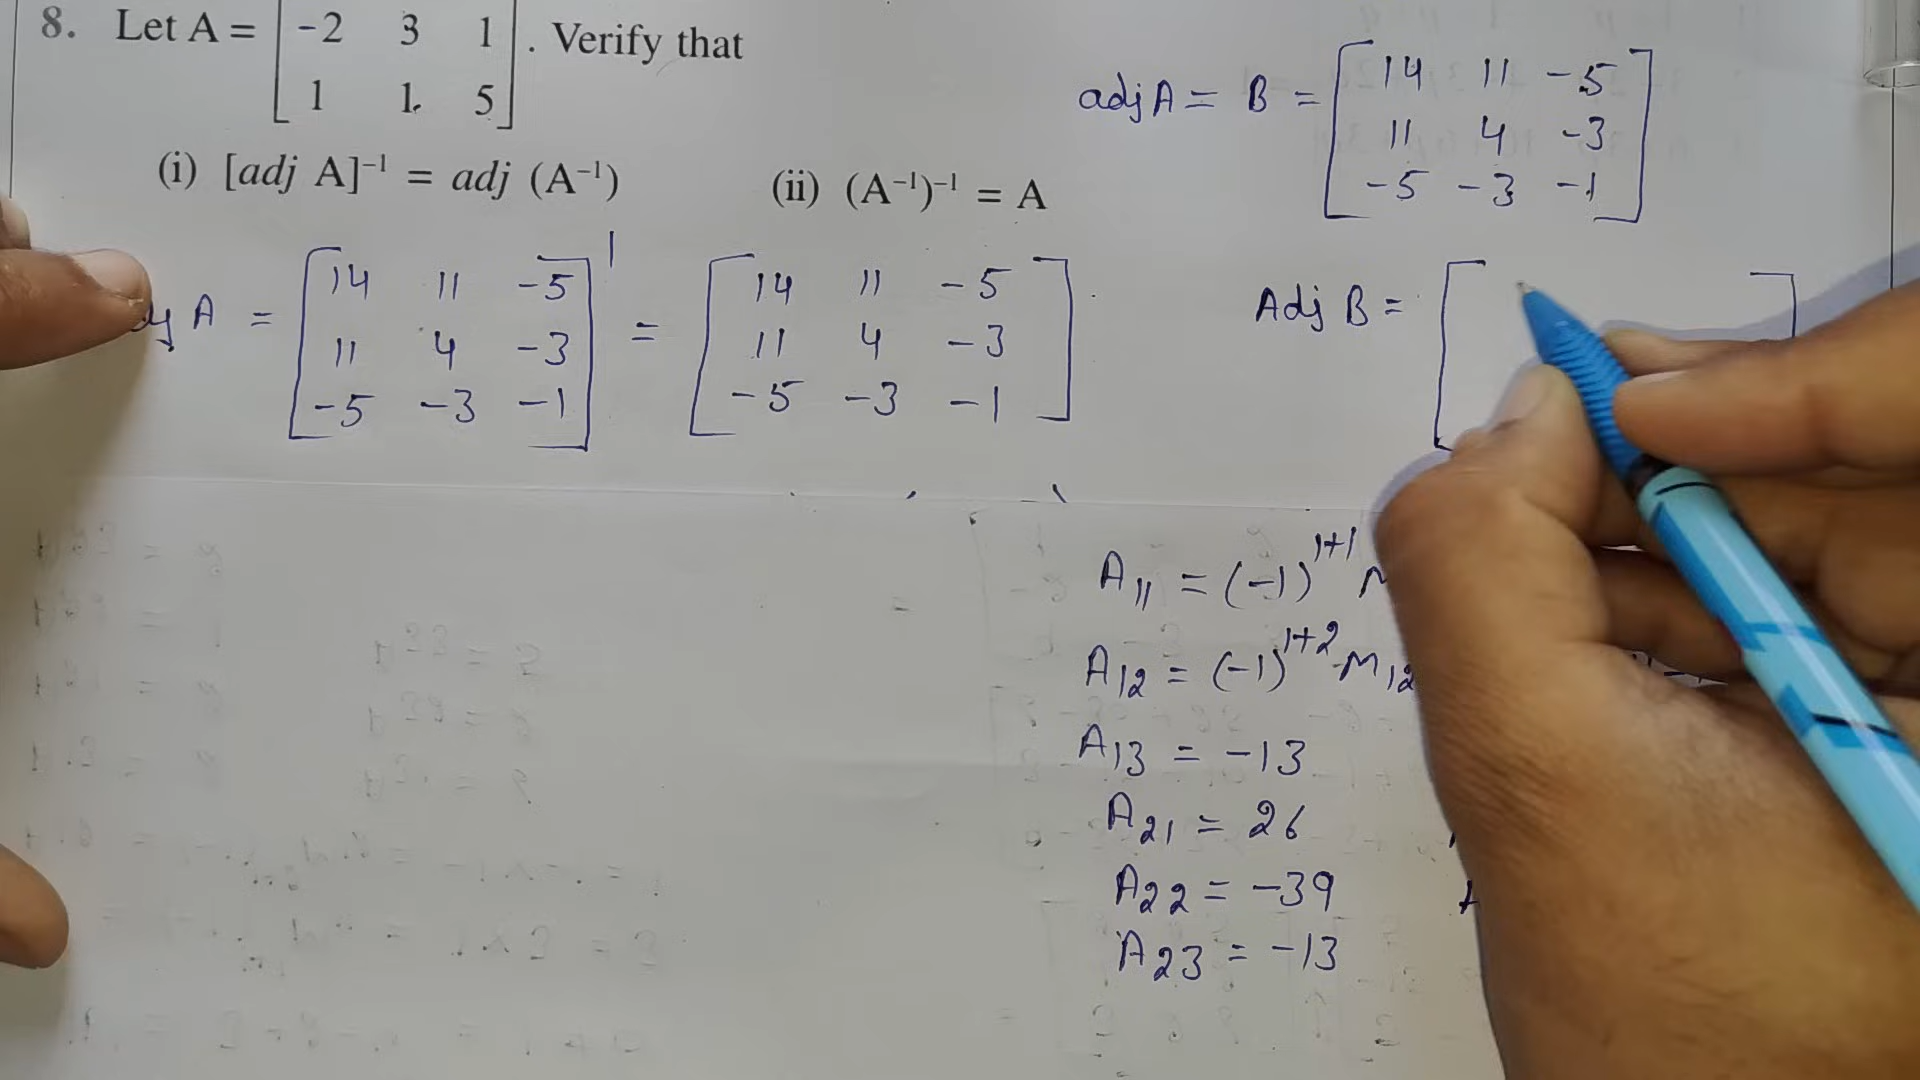 8. Let A = [ -2 3 1 ]. Verify that
1 1 5
(i) [adj A]⁻¹ = adj (A⁻¹) (ii) (A⁻¹)⁻¹ = A
A = [ 14 11 -5 ]' = [ 14 11 -5 ]
11 4 -3 11 4 -3
-5 -3 -1 -5 -3 -1
adj A = B = [ 14 11 -5 ]
11 4 -3
-5 -3 -1
Adj B = [ ]
A₁₁ = (-1)¹⁺¹
A₁₂ = (-1)¹⁺² M₁₂
A₁₃ = -13
A₂₁ = 26
A₂₂ = -39
A₂₃ = -13